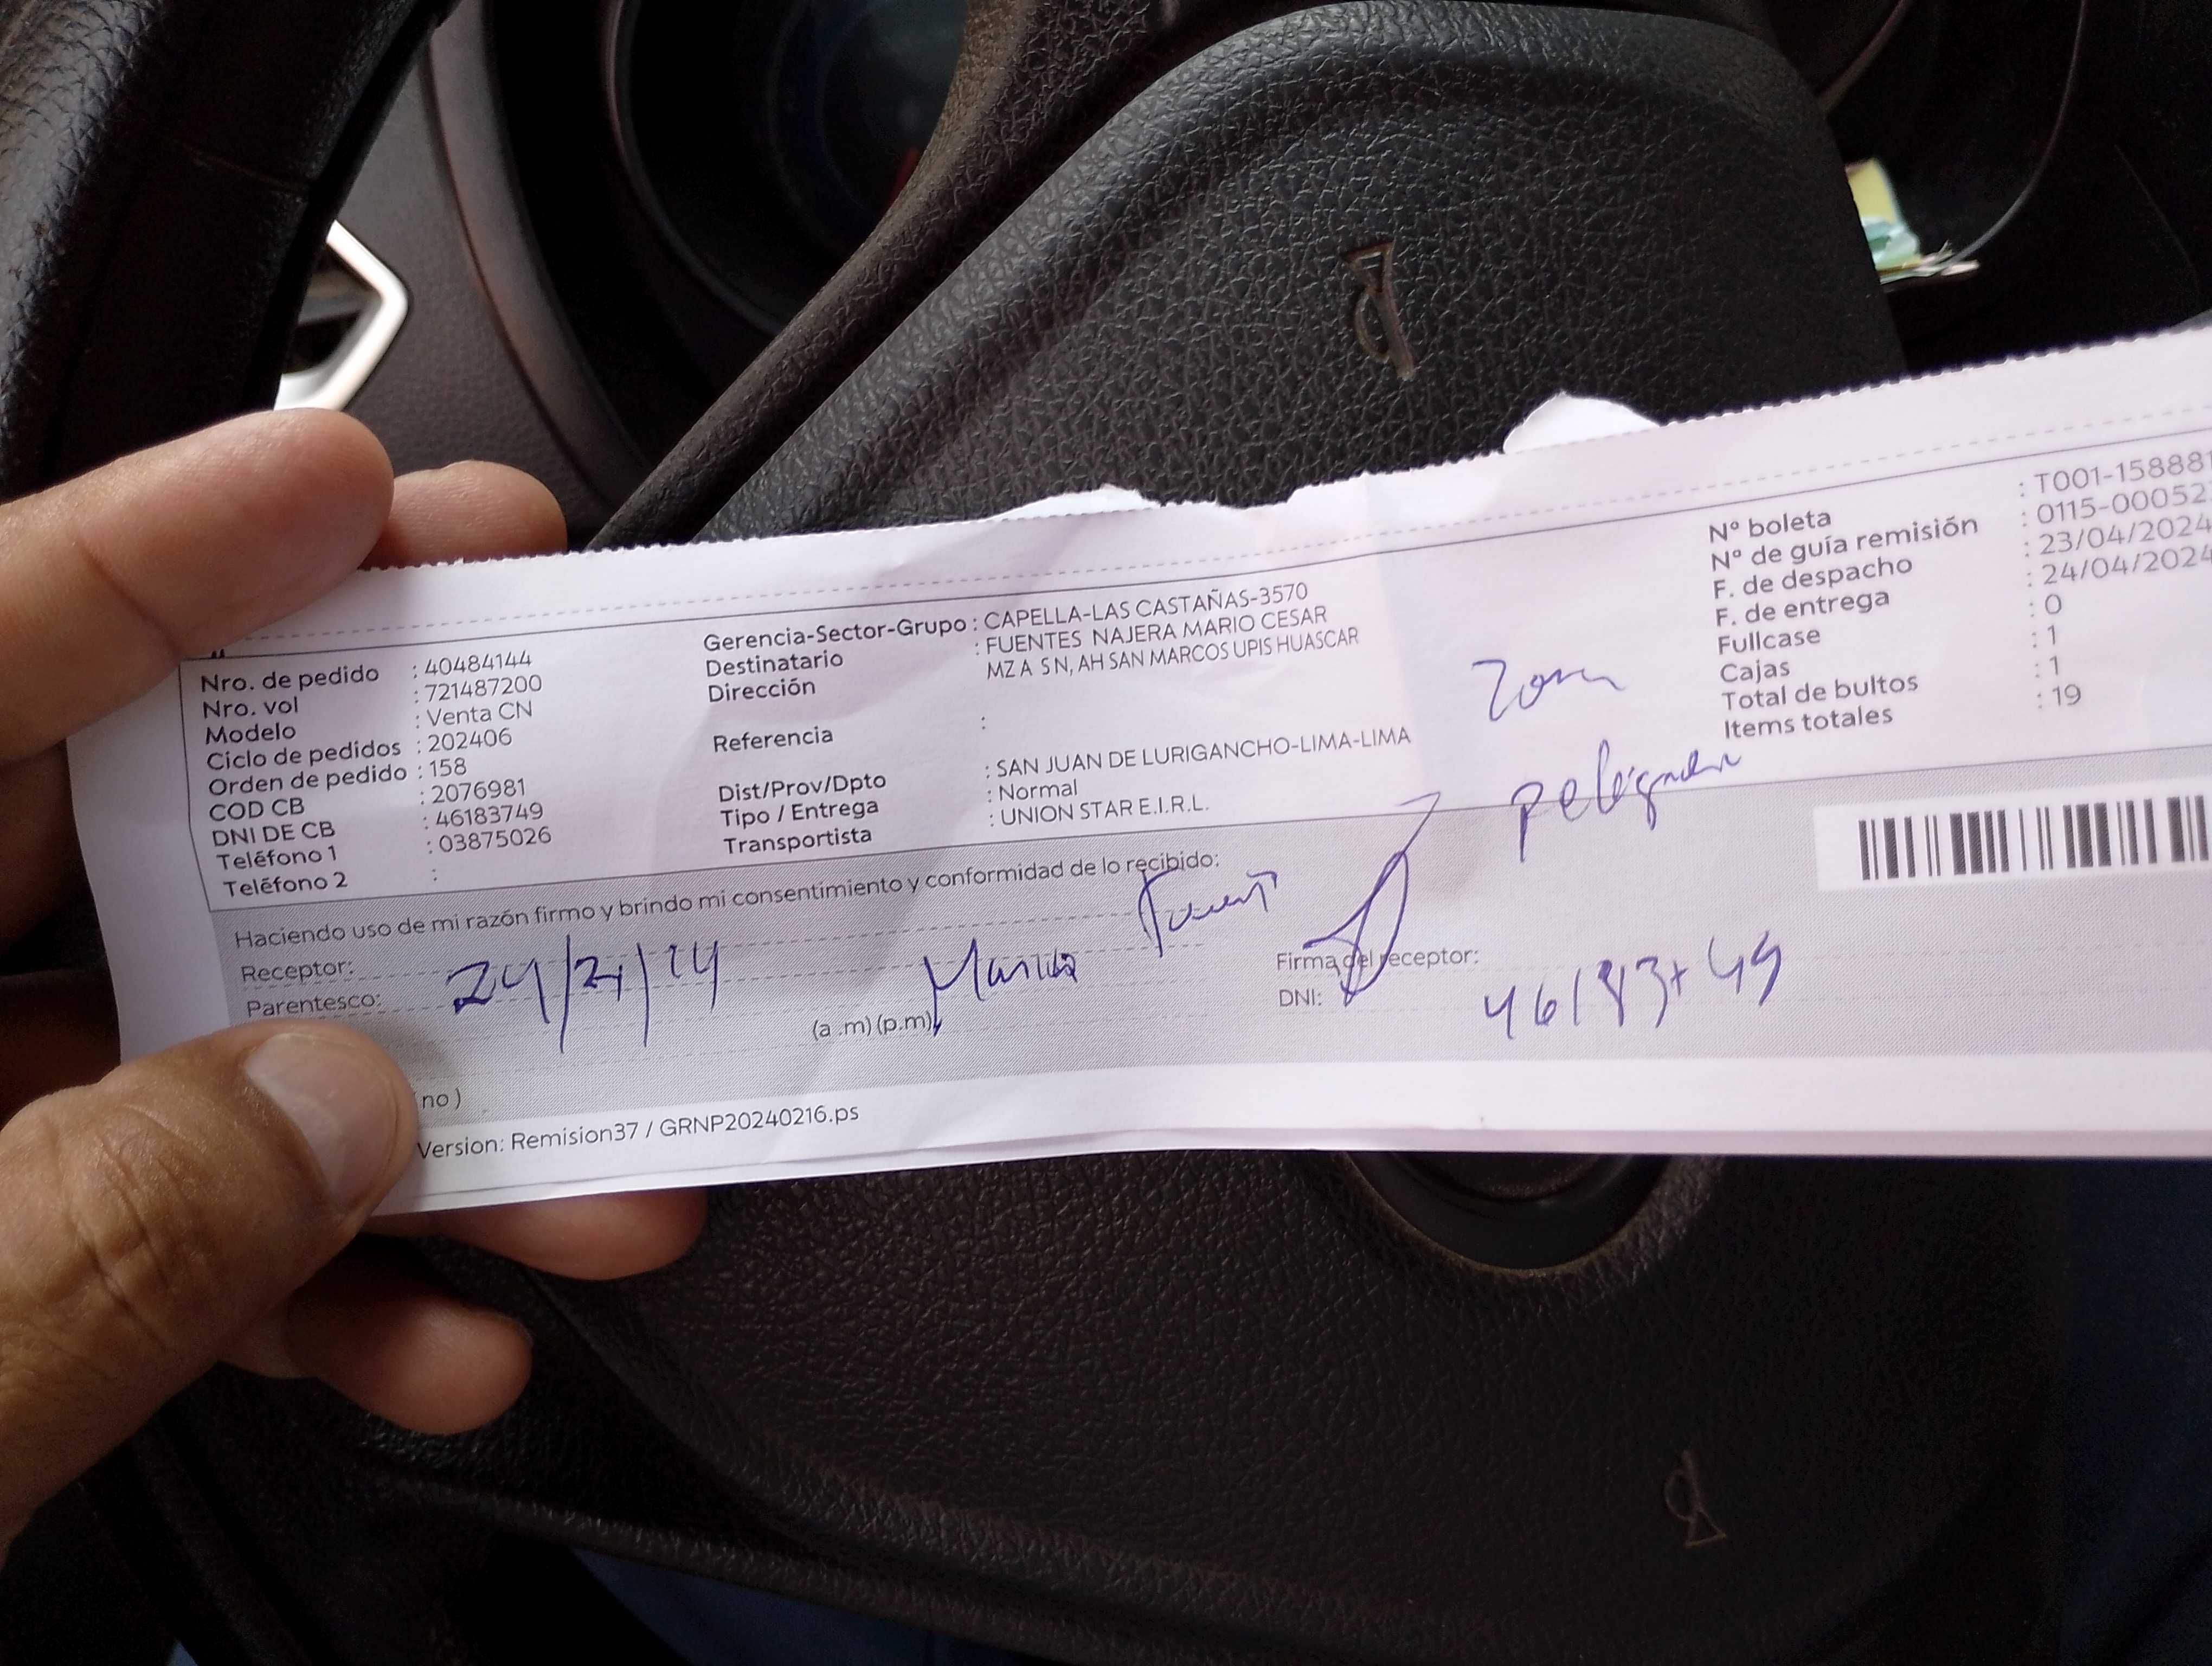 Nro. de pedido : 40484144
Nro. vol : 721487200
Modelo : Venta CN
Ciclo de pedidos : 202406
Orden de pedido : 158
COD CB : 2076981
DNI DE CB : 46183749
Teléfono 1 : 03875026
Teléfono 2 :
Gerencia-Sector-Grupo : CAPELLA-LAS CASTAÑAS-3570
Destinatario : FUENTES NAJERA MARIO CESAR
Dirección MZ A S N, AH SAN MARCOS UPIS HUASCAR
Referencia :
Dist/Prov/Dpto : SAN JUAN DE LURIGANCHO-LIMA-LIMA
Tipo / Entrega : Normal
Transportista : UNION STAR E.I.R.L.
N° boleta : T001-158881
N° de guía remisión : 0115-00052
F. de despacho : 23/04/2024
F. de entrega : 24/04/2024
Fullcase : 0
Cajas : 1
Total de bultos : 1
Items totales : 19
Zona
Haciendo uso de mi razón firmo y brindo mi consentimiento y conformidad de lo recibido:
Receptor:
Parentesco:
(a .m) (p.m)
Firma del receptor:
DNI: 46183749
no )
Version: Remision37 / GRNP20240216.ps